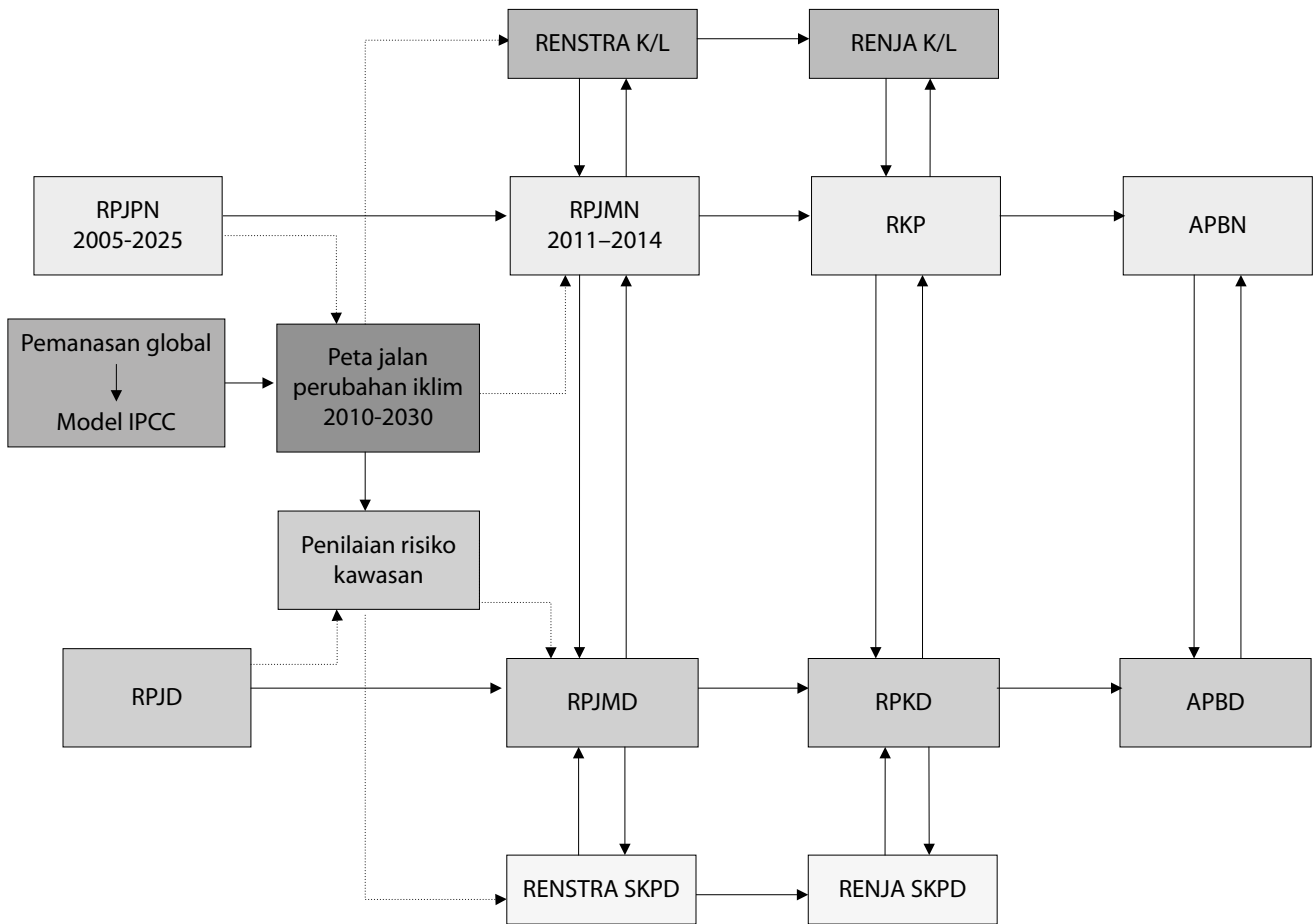 RENSTRA K/L
RENJA K/L
RPJPN
2005-2025
RPJMN
2011–2014
RKP
APBN
Pemanasan global
Model IPCC
Peta jalan
perubahan iklim
2010-2030
Penilaian risiko
kawasan
RPJD
RPJMD
RPKD
APBD
RENSTRA SKPD
RENJA SKPD